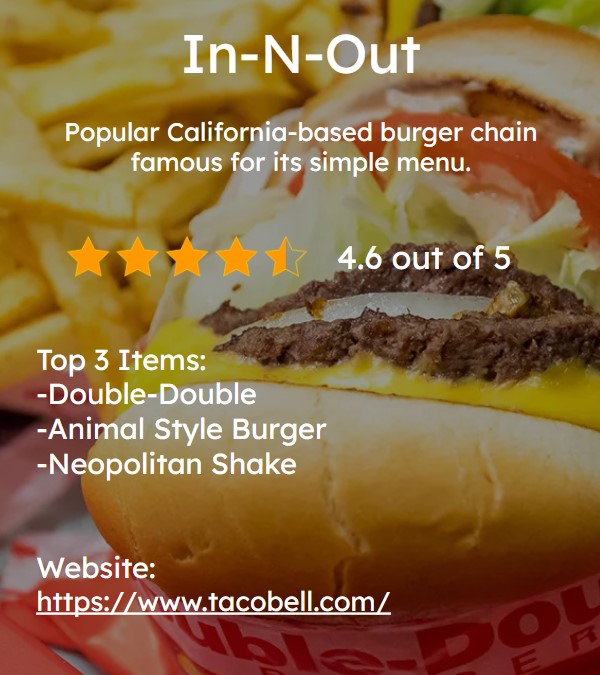 In-N-Out
Popular California-based burger chain
famous for its simple menu.
4.6 out of 5
Top 3 Items:
-Double-Double
-Animal Style Burger
-Neopolitan Shake
Website:
https://www.tacobell.com/
uble-Dou